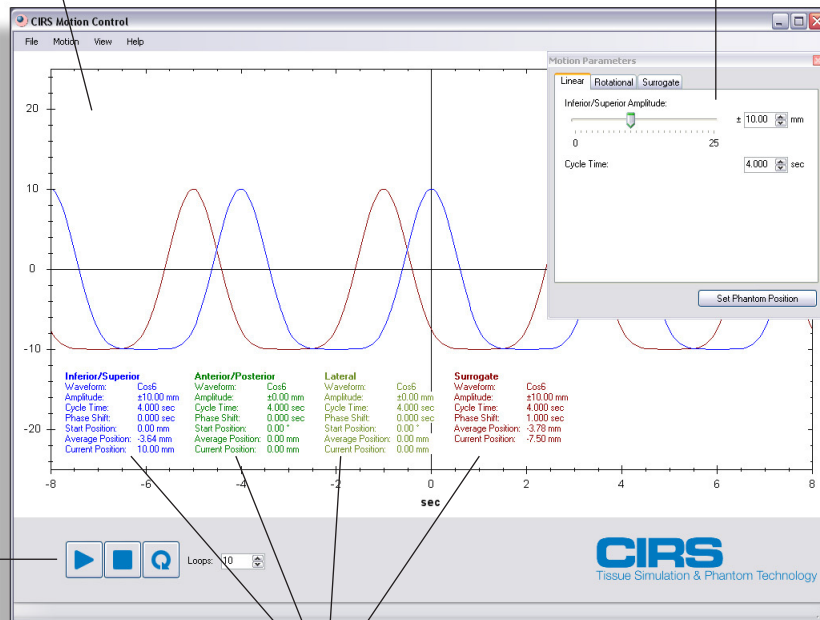 CIRS Motion Control
File Motion View Help
Motion Parameters
Linear Rotational Surrogate
Inferior/Superior Amplitude:
± 10.00 mm
0 25
Cycle Time: 4.000 sec
Set Phantom Position
20
10
0
-10
-20
Inferior/Superior
Waveform: Cos6
Amplitude: ±10.00 mm
Cycle Time: 4.000 sec
Phase Shift: 0.000 sec
Start Position: 0.00 mm
Average Position: -3.64 mm
Current Position: 10.00 mm
Anterior/Posterior
Waveform: Cos6
Amplitude: ±0.00 mm
Cycle Time: 4.000 sec
Phase Shift: 0.000 sec
Start Position: 0.00 °
Average Position: 0.00 mm
Current Position: 0.00 mm
Lateral
Waveform: Cos6
Amplitude: ±0.00 mm
Cycle Time: 4.000 sec
Phase Shift: 0.000 sec
Start Position: 0.00 °
Average Position: 0.00 mm
Current Position: 0.00 mm
Surrogate
Waveform: Cos6
Amplitude: ±10.00 mm
Cycle Time: 4.000 sec
Phase Shift: 1.000 sec
Average Position: -3.78 mm
Current Position: -7.50 mm
-8 -6 -4 -2 0 2 4 6 8
sec
Loops: 10
CIRS
Tissue Simulation & Phantom Technology